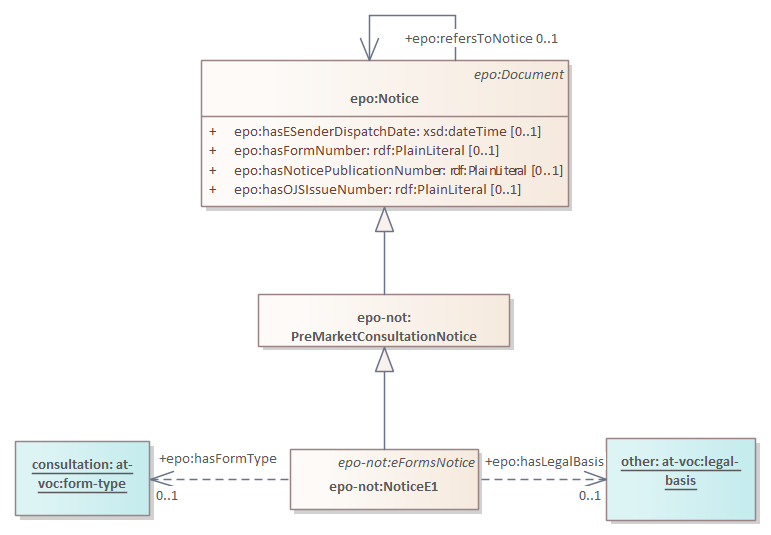 +epo:refersToNotice 0..1
epo:Document
epo:Notice
+ epo:hasESenderDispatchDate: xsd:dateTime [0..1]
+ epo:hasFormNumber: rdf:PlainLiteral [0..1]
+ epo:hasNoticePublicationNumber: rdf:PlainLiteral [0..1]
+ epo:hasOJSIssueNumber: rdf:PlainLiteral [0..1]
epo-not:
PreMarketConsultationNotice
consultation: at-
voc:form-type
+epo:hasFormType
0..1
epo-not:eFormsNotice
epo-not:NoticeE1
+epo:hasLegalBasis
0..1
other: at-voc:legal-
basis